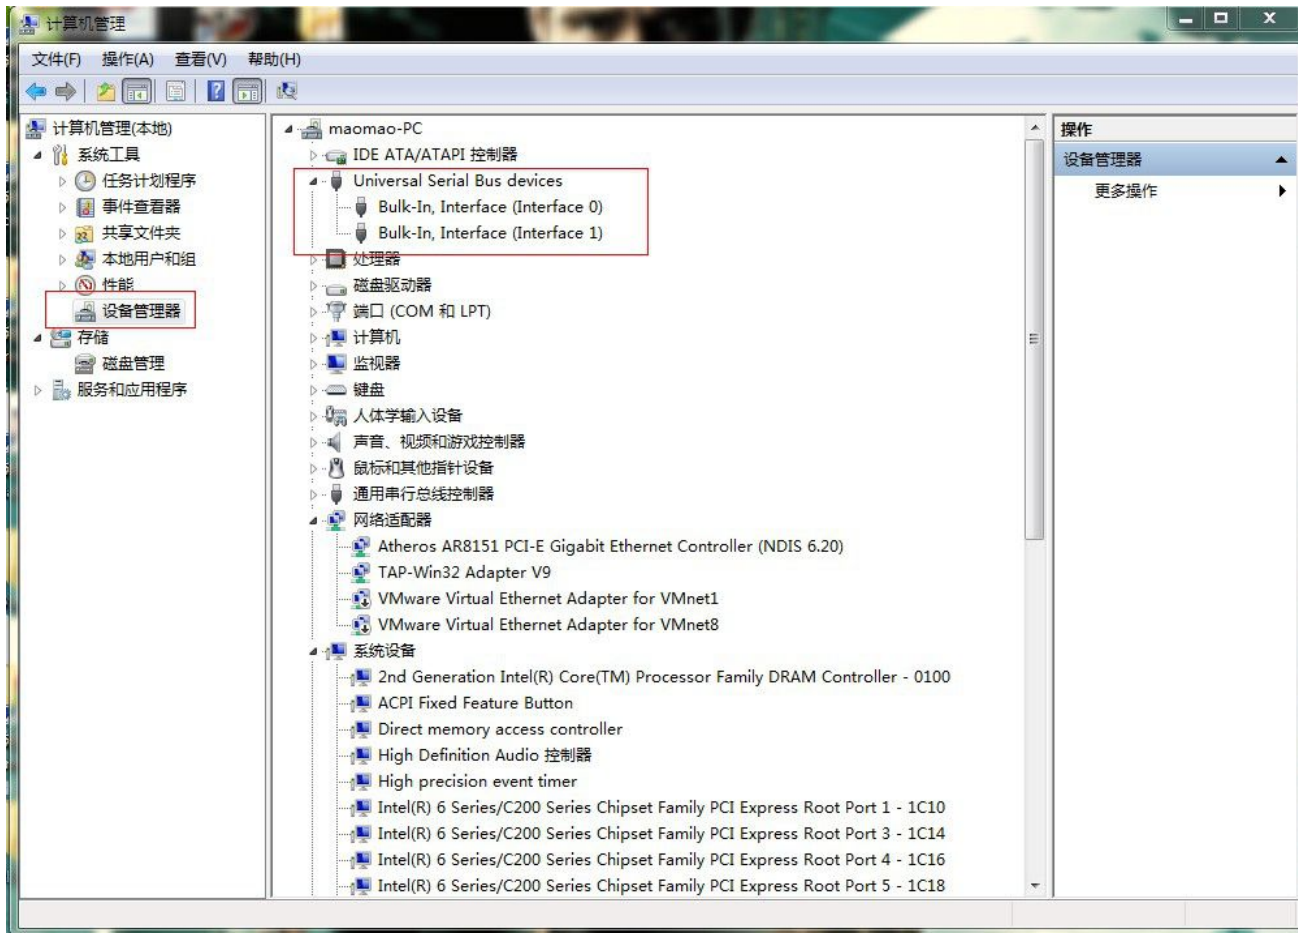 计算机管理
文件(F) 操作(A) 查看(V) 帮助(H)
计算机管理(本地)
系统工具
任务计划程序
事件查看器
共享文件夹
本地用户和组
性能
设备管理器
存储
磁盘管理
服务和应用程序
maomao-PC
IDE ATA/ATAPI 控制器
Universal Serial Bus devices
Bulk-In, Interface (Interface 0)
Bulk-In, Interface (Interface 1)
处理器
磁盘驱动器
端口 (COM 和 LPT)
计算机
监视器
键盘
人体学输入设备
声音、视频和游戏控制器
鼠标和其他指针设备
通用串行总线控制器
网络适配器
Atheros AR8151 PCI-E Gigabit Ethernet Controller (NDIS 6.20)
TAP-Win32 Adapter V9
VMware Virtual Ethernet Adapter for VMnet1
VMware Virtual Ethernet Adapter for VMnet8
系统设备
2nd Generation Intel(R) Core(TM) Processor Family DRAM Controller - 0100
ACPI Fixed Feature Button
Direct memory access controller
High Definition Audio 控制器
High precision event timer
Intel(R) 6 Series/C200 Series Chipset Family PCI Express Root Port 1 - 1C10
Intel(R) 6 Series/C200 Series Chipset Family PCI Express Root Port 3 - 1C14
Intel(R) 6 Series/C200 Series Chipset Family PCI Express Root Port 4 - 1C16
Intel(R) 6 Series/C200 Series Chipset Family PCI Express Root Port 5 - 1C18
操作
设备管理器
更多操作